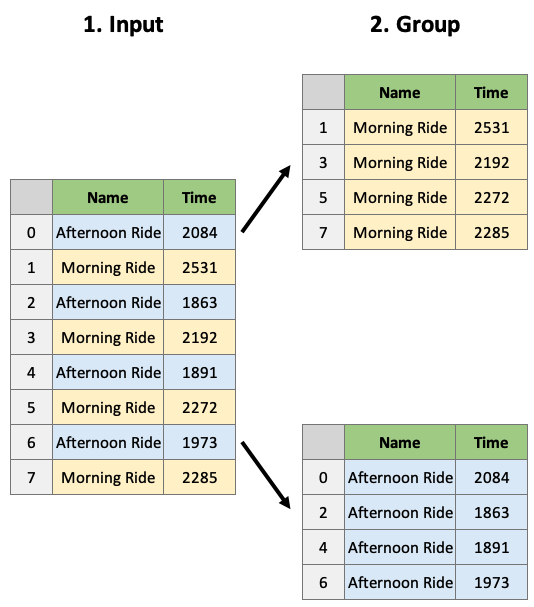 1. Input
2. Group
Name Time
0 Afternoon Ride 2084
1 Morning Ride 2531
2 Afternoon Ride 1863
3 Morning Ride 2192
4 Afternoon Ride 1891
5 Morning Ride 2272
6 Afternoon Ride 1973
7 Morning Ride 2285
Name Time
1 Morning Ride 2531
3 Morning Ride 2192
5 Morning Ride 2272
7 Morning Ride 2285
Name Time
0 Afternoon Ride 2084
2 Afternoon Ride 1863
4 Afternoon Ride 1891
6 Afternoon Ride 1973